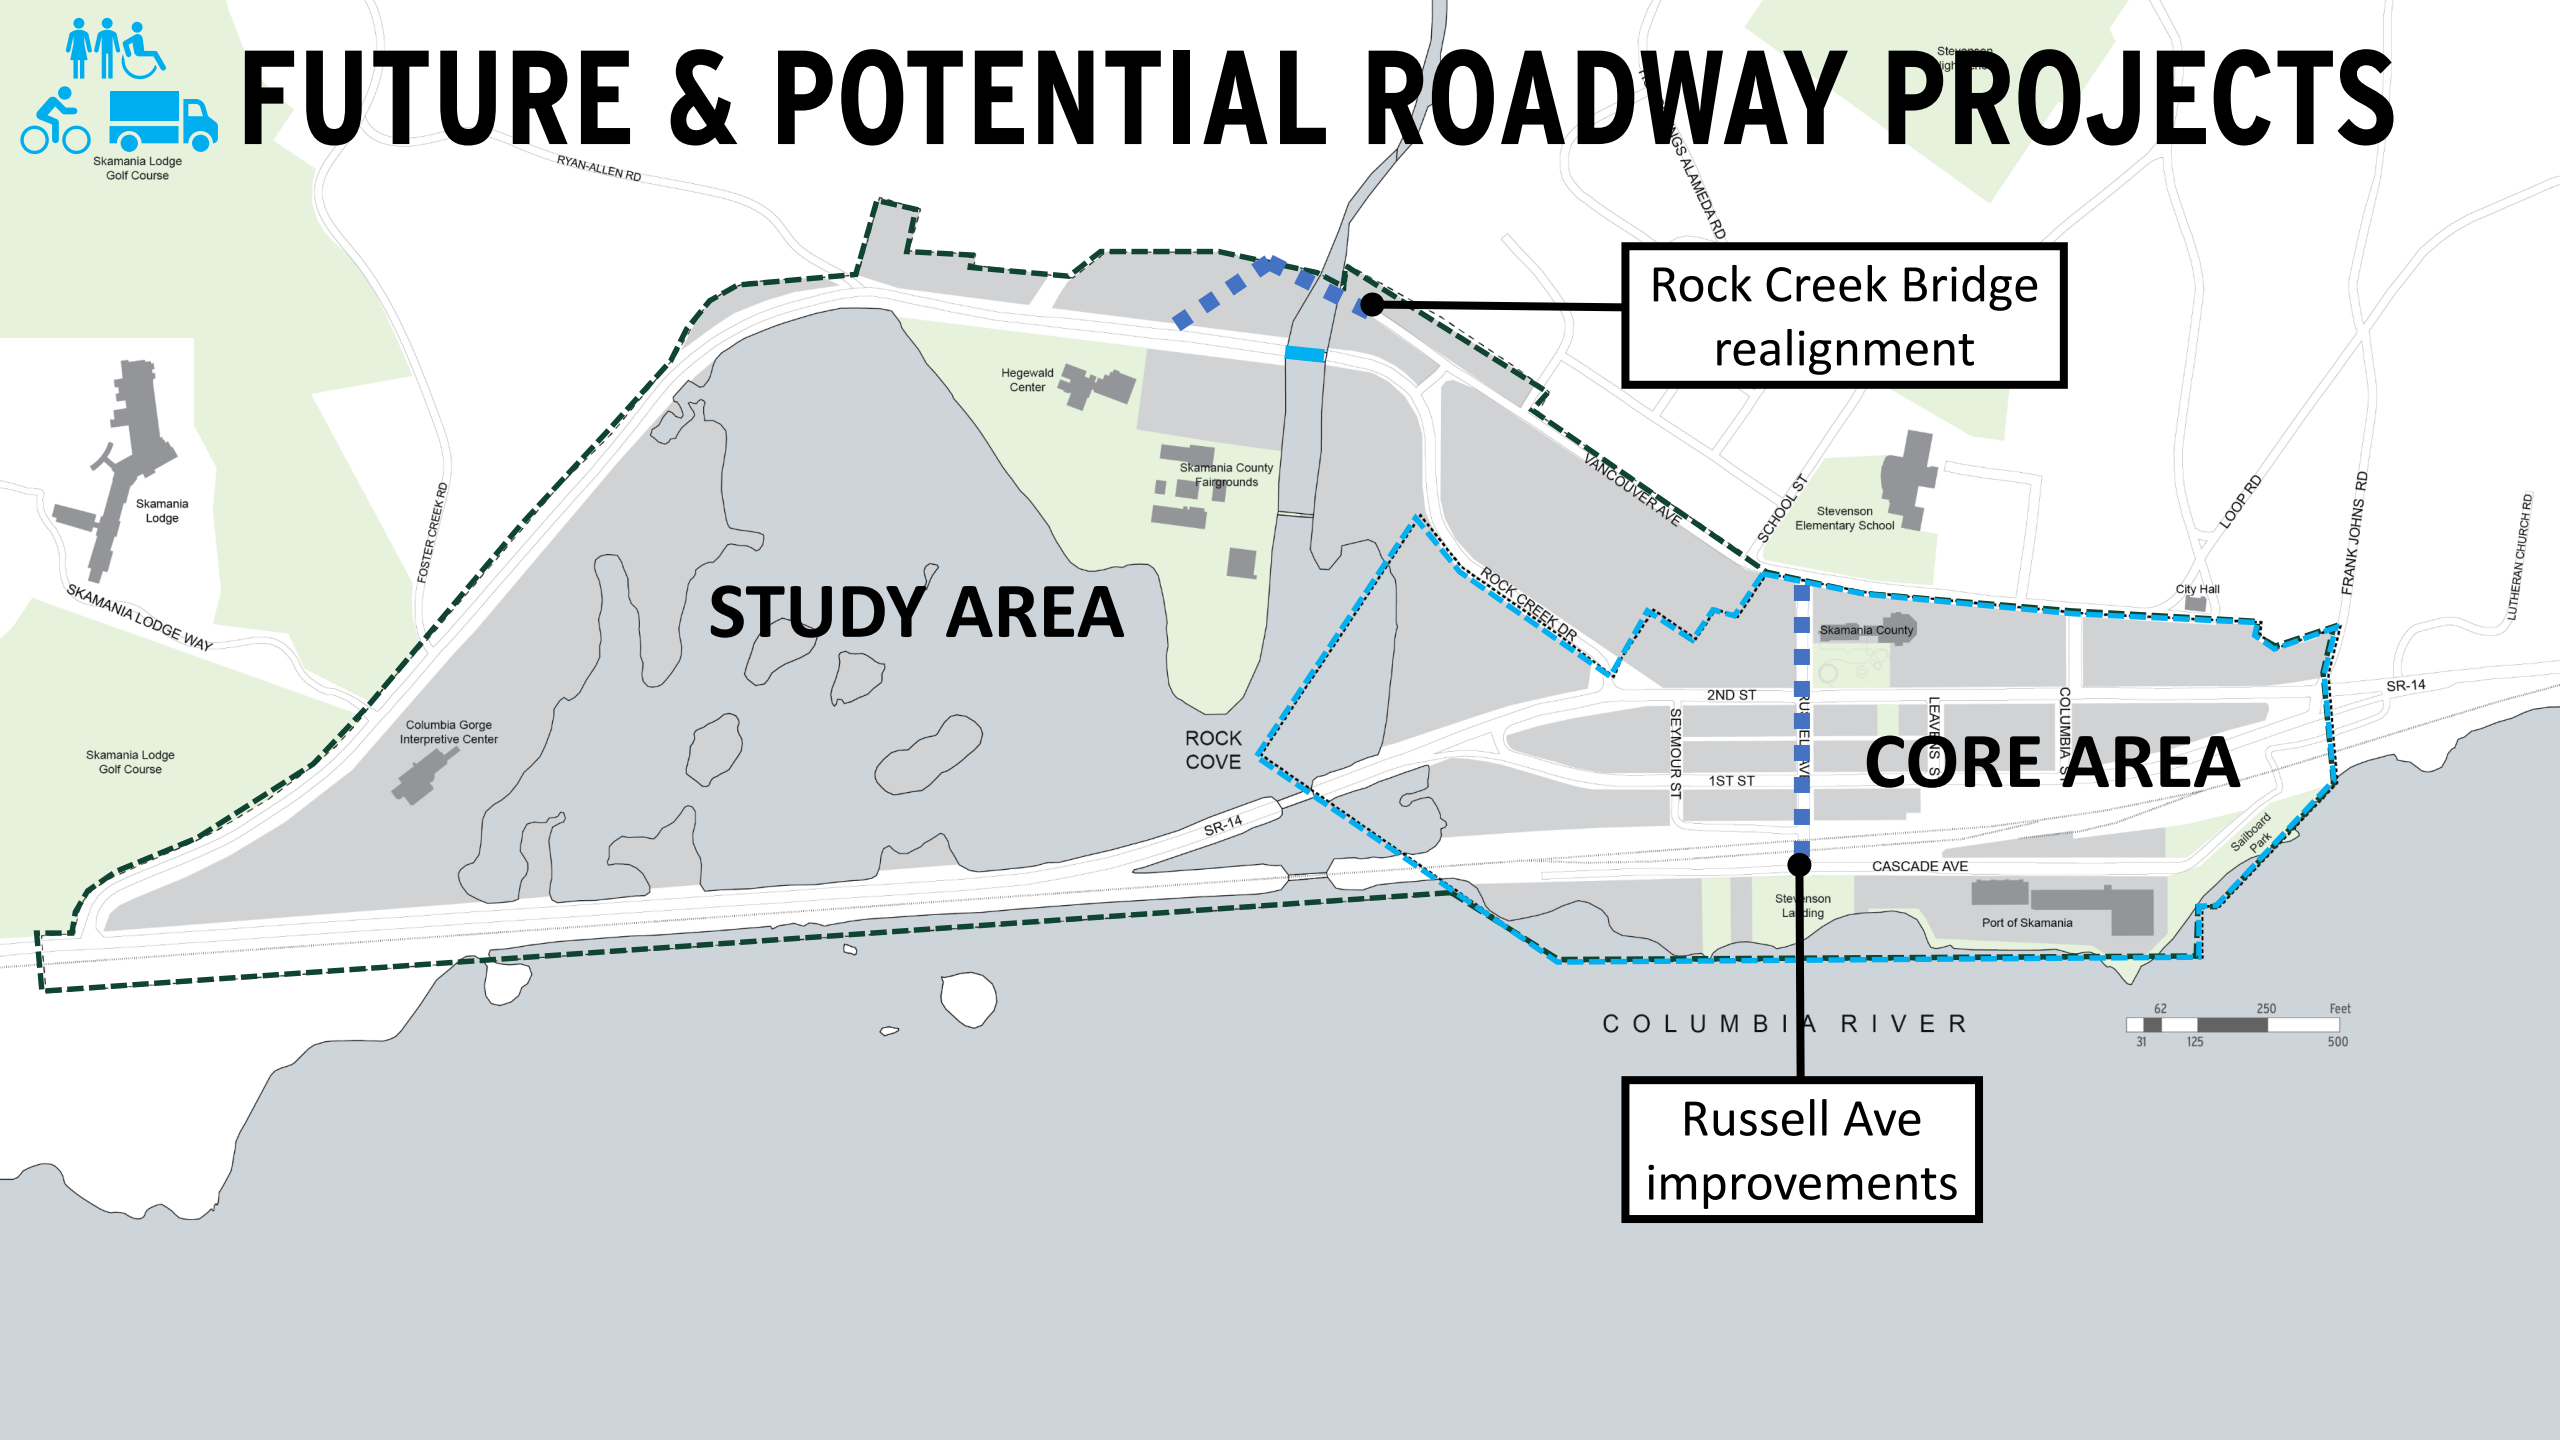 FUTURE & POTENTIAL ROADWAY PROJECTS
Skamania Lodge
Golf Course
RYAN-ALLEN RD
Rock Creek Bridge
realignment
Hegewald
Center
Skamania County
Fairgrounds
Skamania
Lodge
FOSTER CREEK RD
SKAMANIA LODGE WAY
VANCOUVER AVE
SCHOOL ST
Stevenson
Elementary School
LOOP RD
FRANK JOHNS RD
LUTHERAN CHURCH RD
City Hall
STUDY AREA
ROCK CREEK DR
Skamania County
2ND ST
SR-14
SEYMOUR ST
COLUMBIA ST
Columbia Gorge
Interpretive Center
Skamania Lodge
Golf Course
ROCK
COVE
CORE AREA
1ST ST
SR-14
Sailboard
Park
CASCADE AVE
Stevenson
Landing
Port of Skamania
COLUMBIA RIVER
62 250 Feet
31 125 500
Russell Ave
improvements